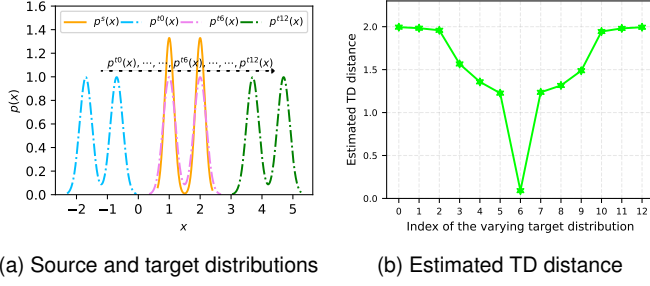 p^s(x) p^{t0}(x) p^{t6}(x) p^{t12}(x)
p^{t0}(x), ..., ..., p^{t6}(x), ..., ..., p^{t12}(x)
1.6
1.4
1.2
1.0
0.8
0.6
0.4
0.2
0.0
p(x)
−2 −1 0 1 2 3 4 5
x
(a) Source and target distributions
2.0
1.5
1.0
0.5
0.0
Estimated TD distance
0 1 2 3 4 5 6 7 8 9 10 11 12
Index of the varying target distribution
(b) Estimated TD distance